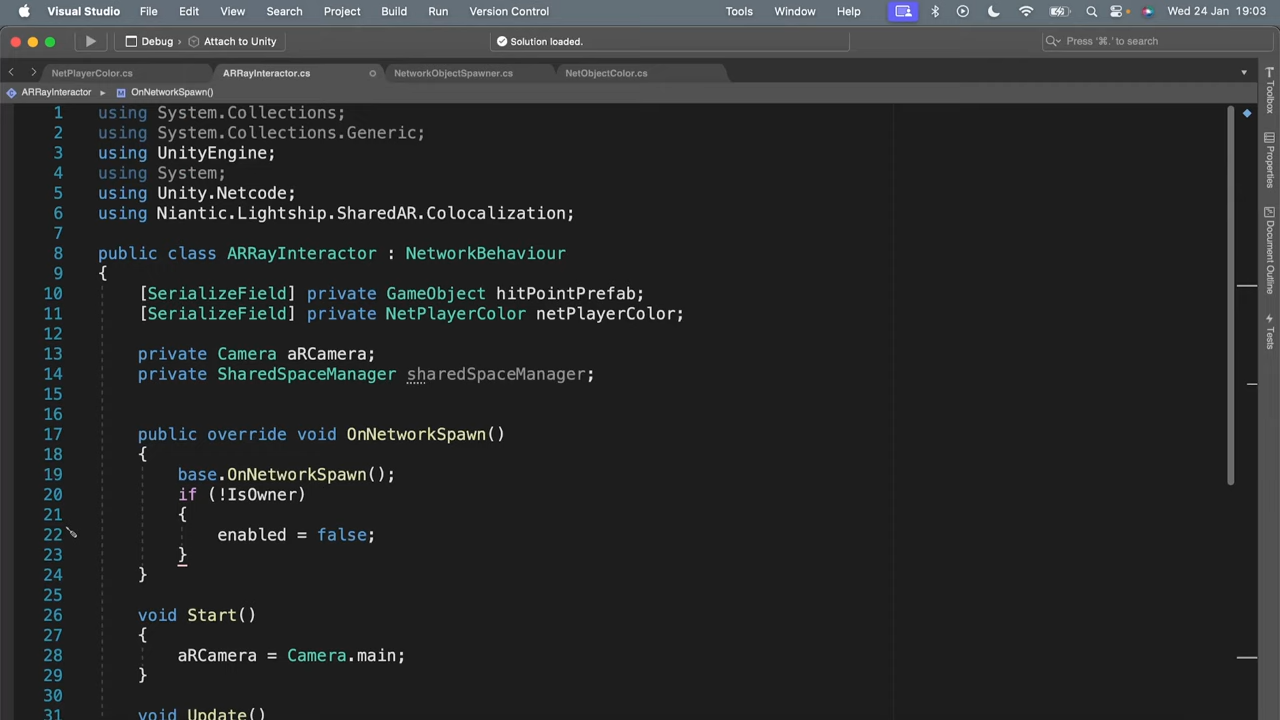 Visual Studio File Edit View Search Project Build Run Version Control Tools Window Help Wed 24 Jan 19:03
Debug Attach to Unity Solution loaded. Press '⌘.' to search
NetPlayerColor.cs ARRayInteractor.cs NetworkObjectSpawner.cs NetObjectColor.cs
ARRayInteractor OnNetworkSpawn()
1 using System.Collections;
2 using System.Collections.Generic;
3 using UnityEngine;
4 using System;
5 using Unity.Netcode;
6 using Niantic.Lightship.SharedAR.Colocalization;
7
8 public class ARRayInteractor : NetworkBehaviour
9 {
10 [SerializeField] private GameObject hitPointPrefab;
11 [SerializeField] private NetPlayerColor netPlayerColor;
12
13 private Camera aRCamera;
14 private SharedSpaceManager sharedSpaceManager;
15
16
17 public override void OnNetworkSpawn()
18 {
19 base.OnNetworkSpawn();
20 if (!IsOwner)
21 {
22 enabled = false;
23 }
24 }
25
26 void Start()
27 {
28 aRCamera = Camera.main;
29 }
30
31 void Update()
Toolbox
Properties
Document Outline
Tests